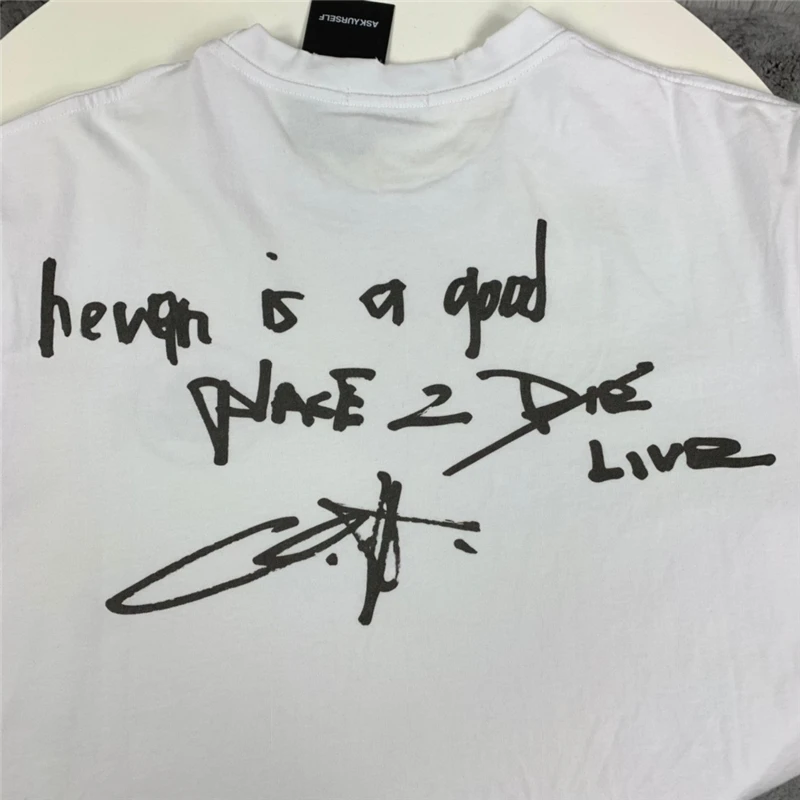 ASKYURSELF
hevan is a good
PLACE 2 DIE
LIVE